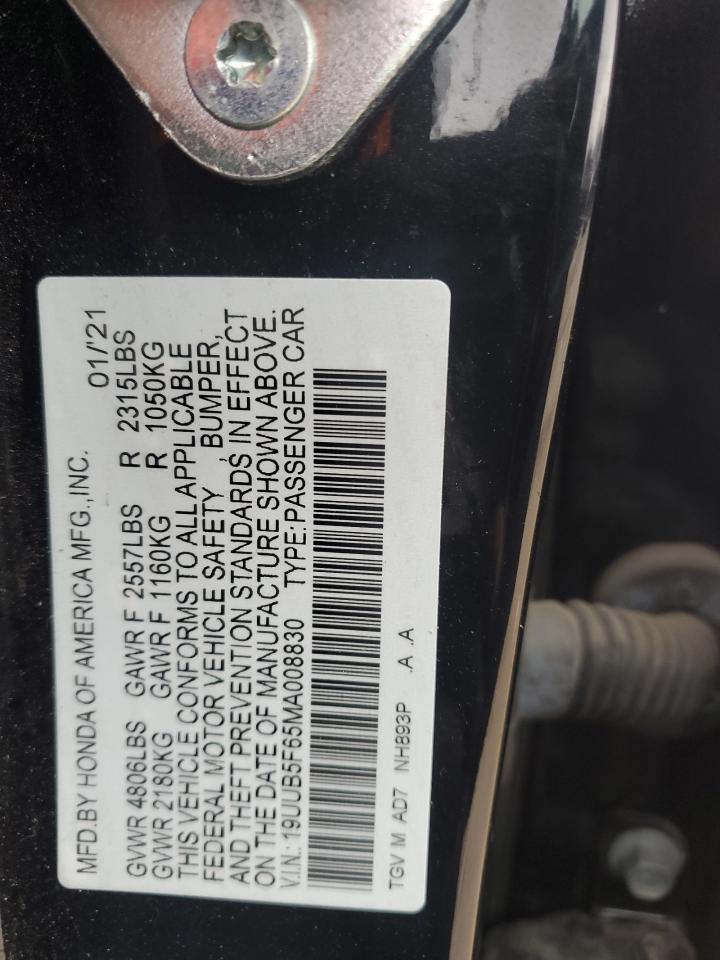 MFD.BY HONDA OF AMERICA MFG.,INC. 01/'21
GVWR 4806LBS GAWR F 2557LBS R 2315LBS
GVWR 2180KG GAWR F 1160KG R 1050KG
THIS VEHICLE CONFORMS TO ALL APPLICABLE
FEDERAL MOTOR VEHICLE SAFETY , BUMPER,
AND THEFT PREVENTION STANDARDS IN EFFECT
ON THE DATE OF MANUFACTURE SHOWN ABOVE.
V.I.N.: 19UUB5F65MA008830 TYPE:PASSENGER CAR
TGV M AD7 NH893P .A .A